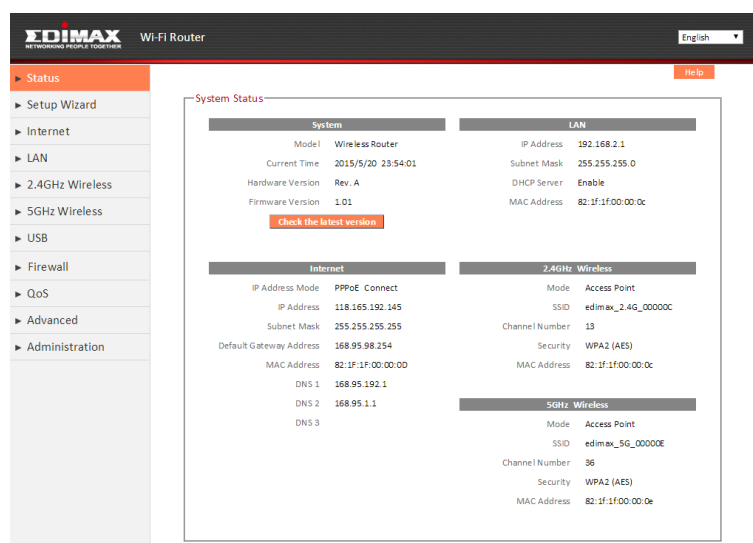 EDIMAX
NETWORKING PEOPLE TOGETHER
Wi-Fi Router
English
Help
Status
Setup Wizard
Internet
LAN
2.4GHz Wireless
5GHz Wireless
USB
Firewall
QoS
Advanced
Administration
System Status
System
Model Wireless Router
Current Time 2015/5/20 23:54:01
Hardware Version Rev. A
Firmware Version 1.01
Check the latest version
LAN
IP Address 192.168.2.1
Subnet Mask 255.255.255.0
DHCP Server Enable
MAC Address 82:1f:1f:00:00:0c
Internet
IP Address Mode PPPoE Connect
IP Address 118.165.192.145
Subnet Mask 255.255.255.255
Default Gateway Address 168.95.98.254
MAC Address 82:1F:1F:00:00:0D
DNS 1 168.95.192.1
DNS 2 168.95.1.1
DNS 3
2.4GHz Wireless
Mode Access Point
SSID edimax_2.4G_00000C
Channel Number 13
Security WPA2 (AES)
MAC Address 82:1f:1f:00:00:0c
5GHz Wireless
Mode Access Point
SSID edimax_5G_00000E
Channel Number 36
Security WPA2 (AES)
MAC Address 82:1f:1f:00:00:0e